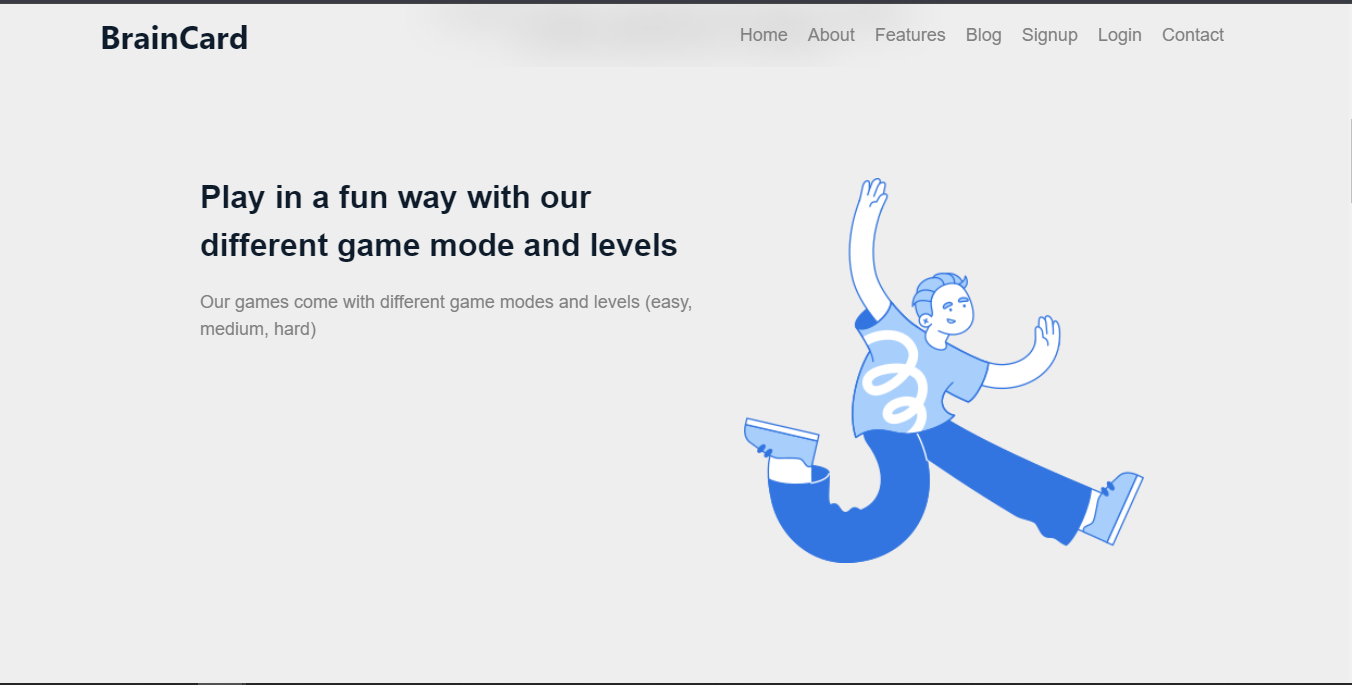 BrainCard
Home About Features Blog Signup Login Contact
Play in a fun way with our
different game mode and levels
Our games come with different game modes and levels (easy,
medium, hard)